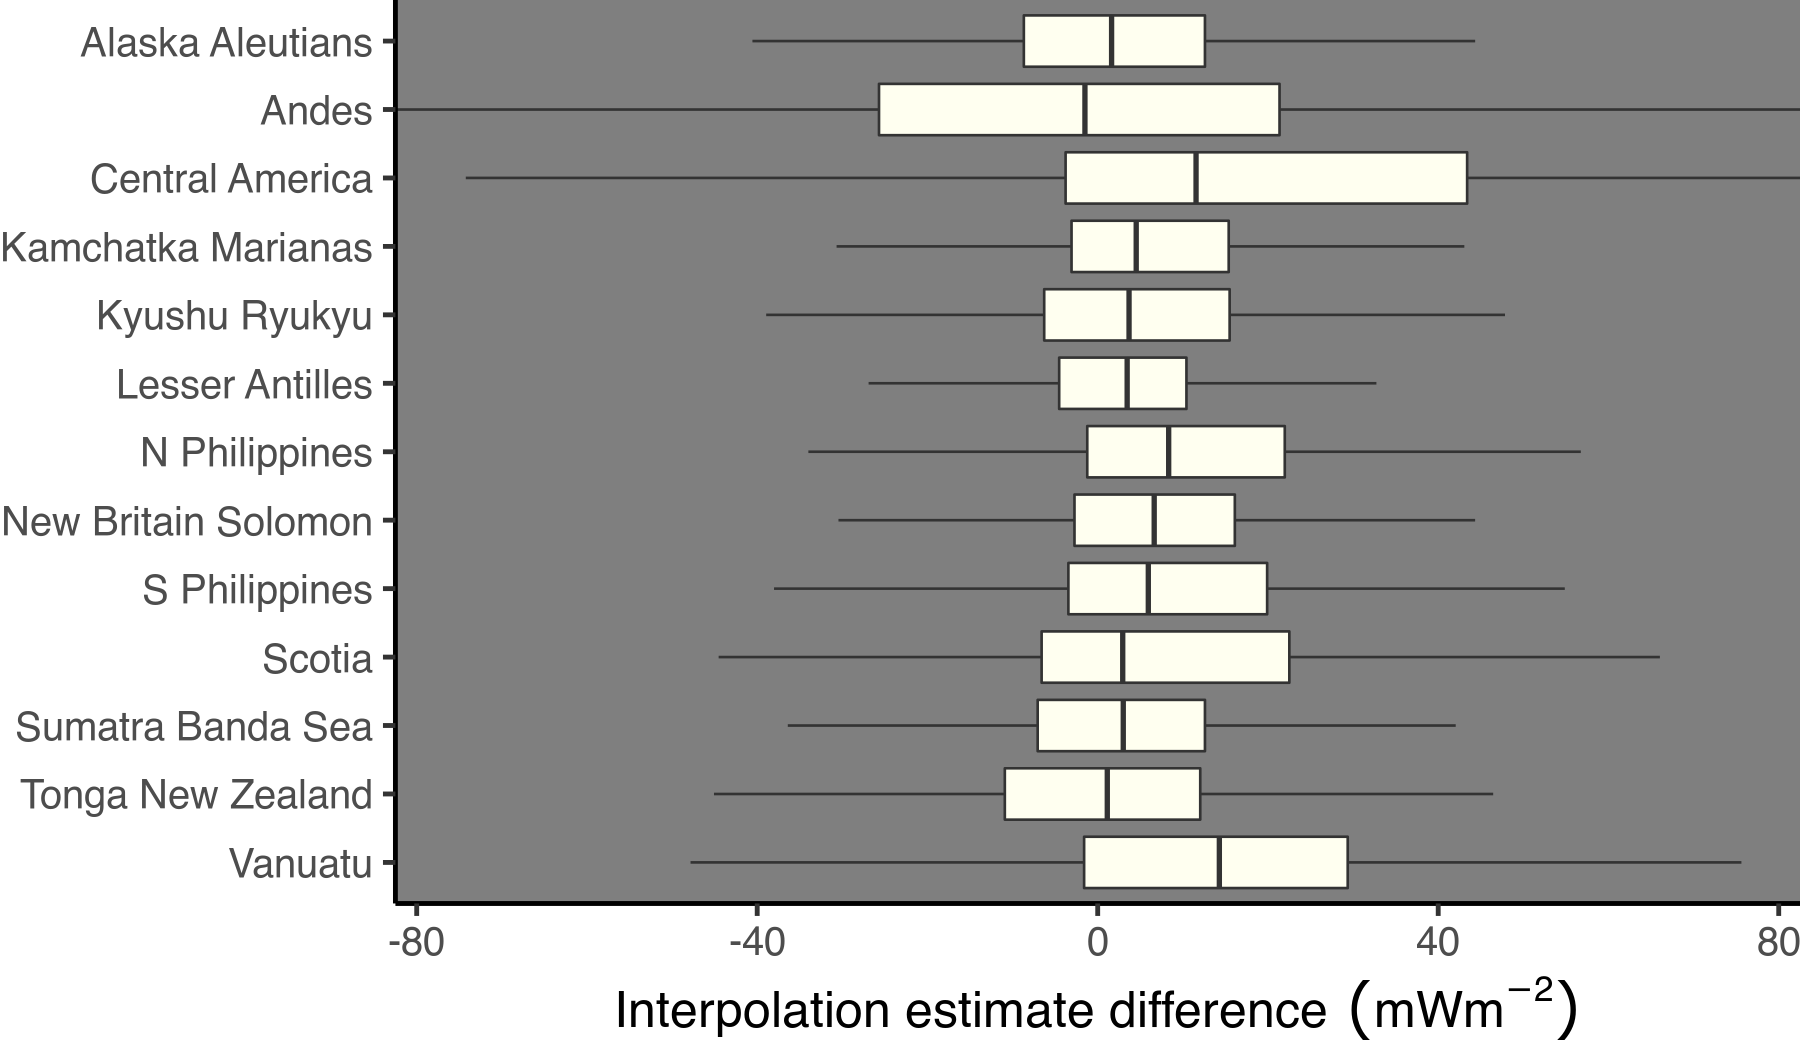 Alaska Aleutians
Andes
Central America
Kamchatka Marianas
Kyushu Ryukyu
Lesser Antilles
N Philippines
New Britain Solomon
S Philippines
Scotia
Sumatra Banda Sea
Tonga New Zealand
Vanuatu
-80 -40 0 40 80
Interpolation estimate difference (mWm⁻²)